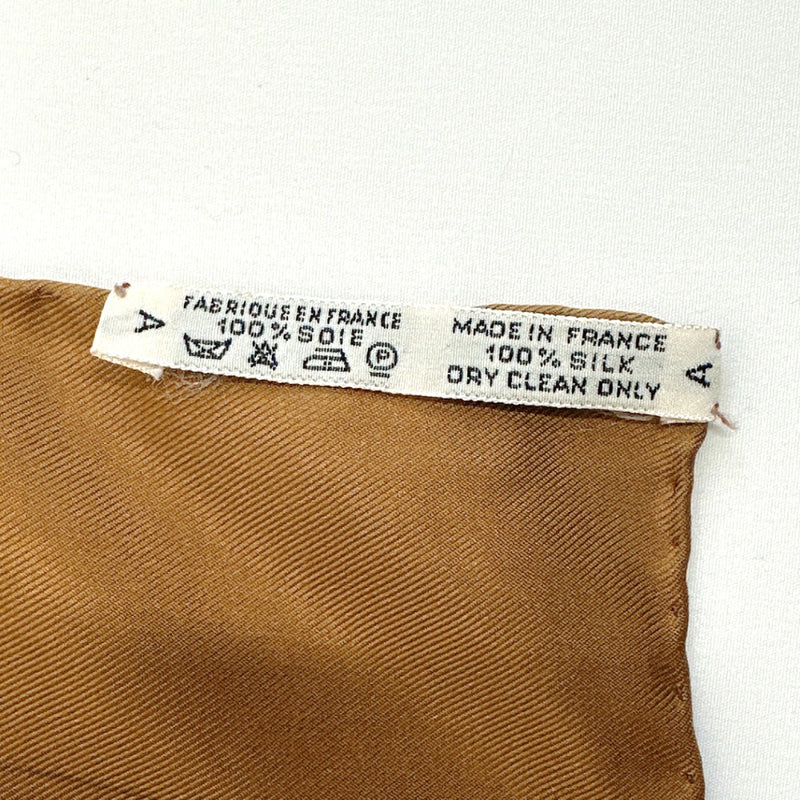 A
FABRIQUE EN FRANCE
100% SOIE
P
MADE IN FRANCE
100% SILK
DRY CLEAN ONLY
A